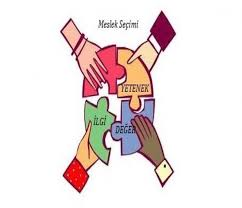 Meslek Seçimi
YETENEK
İLGİ
DEĞER